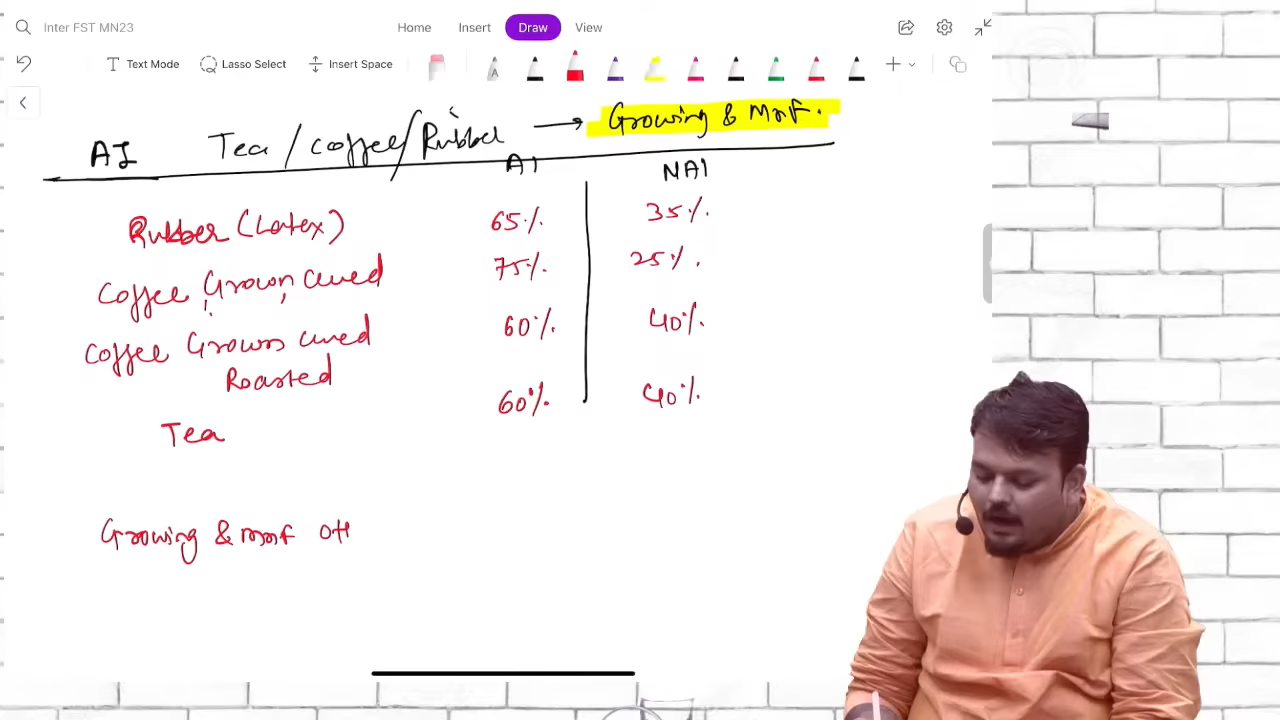 Inter FST MN23
Home Insert Draw View
Text Mode Lasso Select Insert Space
AI Tea / coffee / Rubber → Growing & Mnf.
AI NAI
Rubber (Latex) 65% 35%.
Coffee Grown cured 75% 25%.
Coffee Grown cured 60% 40%.
Roasted
Tea 60% 40%.
Growing & mnf oth